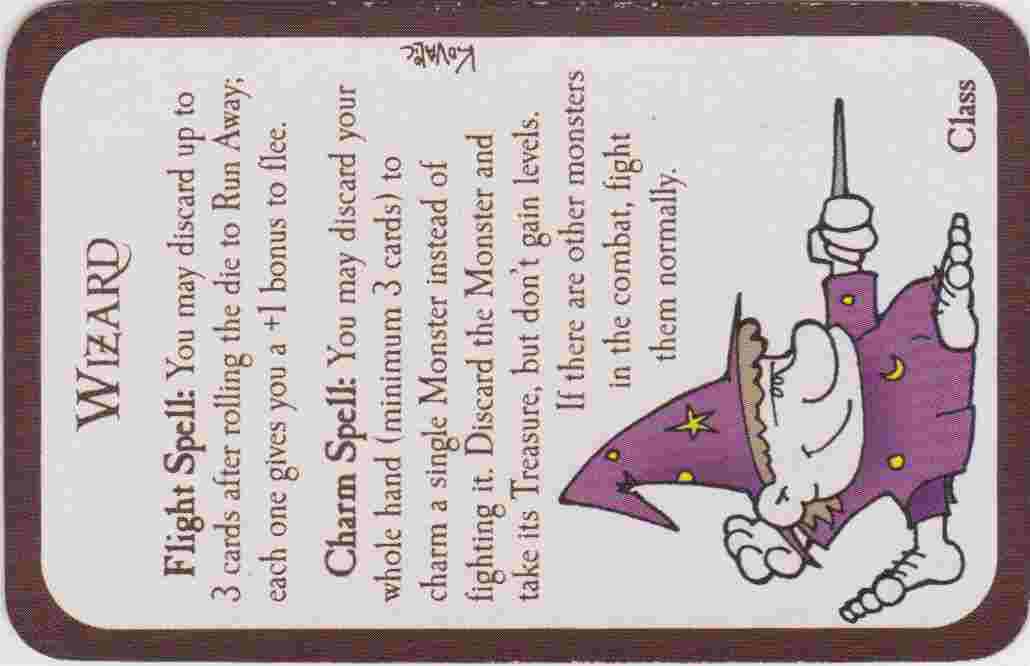 WIZARD
Flight Spell: You may discard up to
3 cards after rolling the die to Run Away;
each one gives you a +1 bonus to flee.
Charm Spell: You may discard your
whole hand (minimum 3 cards) to
charm a single Monster instead of
fighting it. Discard the Monster and
take its Treasure, but don't gain levels.
If there are other monsters
in the combat, fight
them normally.
KOVALIC
Class